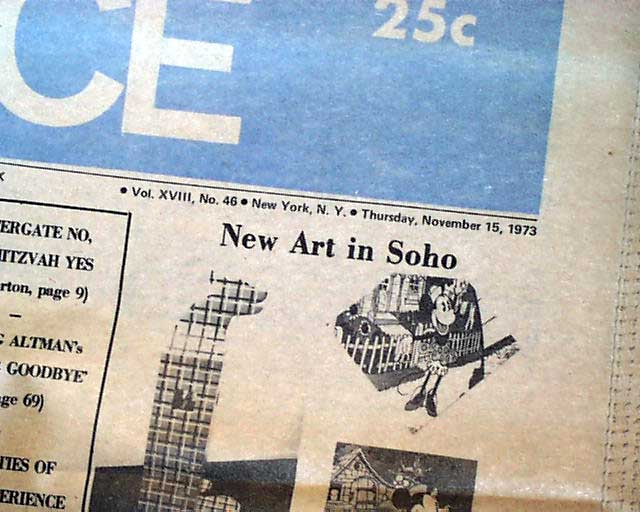 CE
25c
• Vol. XVIII, No. 46 • New York, N. Y. • Thursday, November 15, 1973
ERGATE NO,
ITZVAH YES
rton, page 9)
ALTMAN's
GOODBYE'
ge 69)
TIES OF
ERIENCE
New Art in Soho